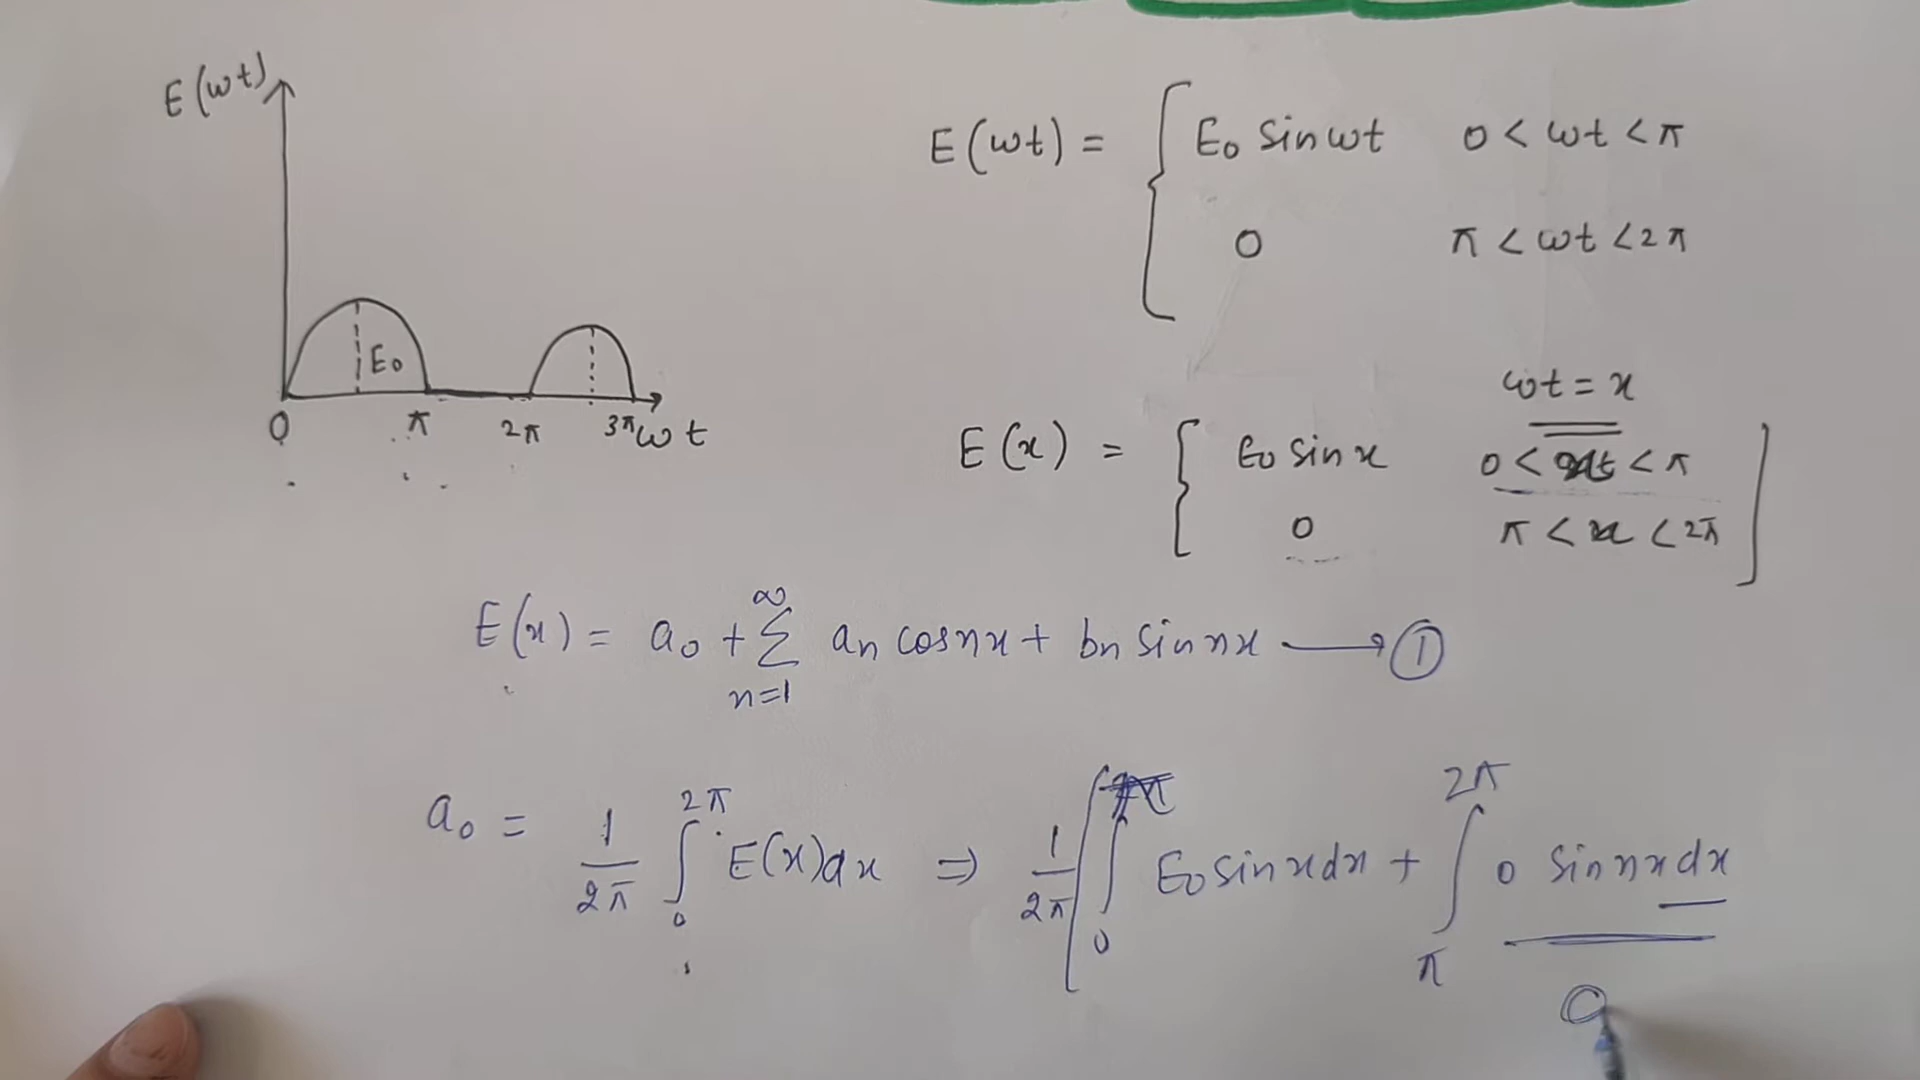 E(ωt)
E₀
0 π 2π 3π ωt
E(ωt) = { E₀ sin ωt 0 < ωt < π
0 π < ωt < 2π
ωt = x
E(x) = { E₀ sin x 0 < < π
0 π < x < 2π
E(x) = a₀ + ∑ₙ₌₁^∞ aₙ cos nx + bₙ sin nx → ①
a₀ = 1/2π ∫₀^2π E(x)dx ⇒ 1/2π [ ∫₀ E₀ sin x dx + ∫_π^2π 0 sin nx dx
0